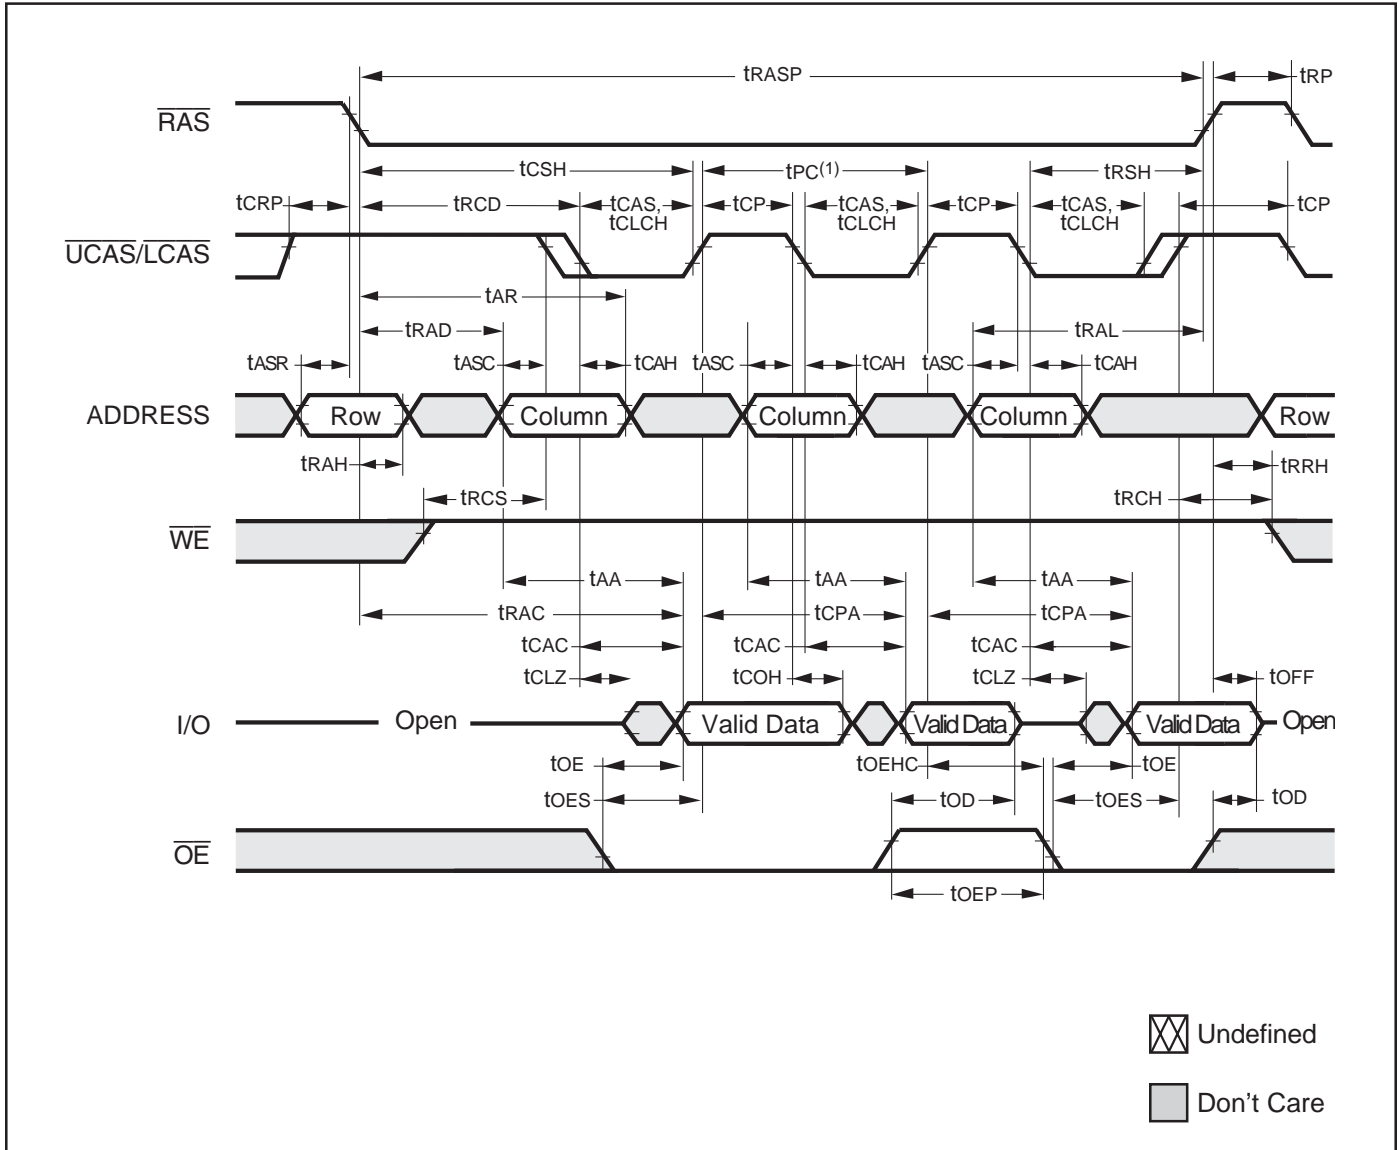 tRASP tRP
RAS
tCSH tPC(1) tRSH
tCRP tRCD tCAS, tCLCH tCP tCAS, tCLCH tCP tCAS, tCLCH tCP
UCAS/LCAS
tAR
tRAD tRAL
tASR tASC tCAH tASC tCAH tASC tCAH
ADDRESS Row Column Column Column Row
tRAH tRRH
tRCS tRCH
WE
tAA tAA tAA
tRAC tCPA tCPA
tCAC tCAC tCAC
tCLZ tCOH tCLZ tOFF
I/O Open Valid Data Valid Data Valid Data Open
tOE tOEHC tOE
tOES tOD tOES tOD
OE
tOEP
Undefined
Don't Care